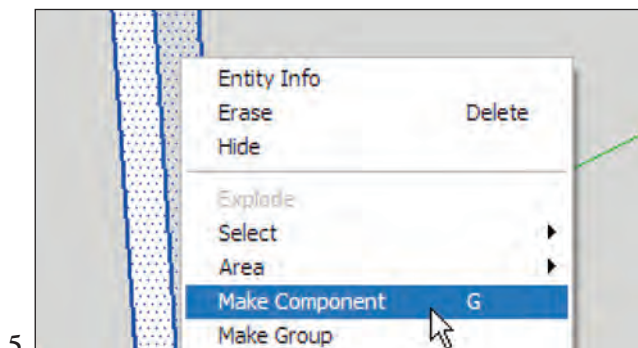 Entity Info
Erase Delete
Hide
Explode
Select
Area
Make Component G
Make Group
5